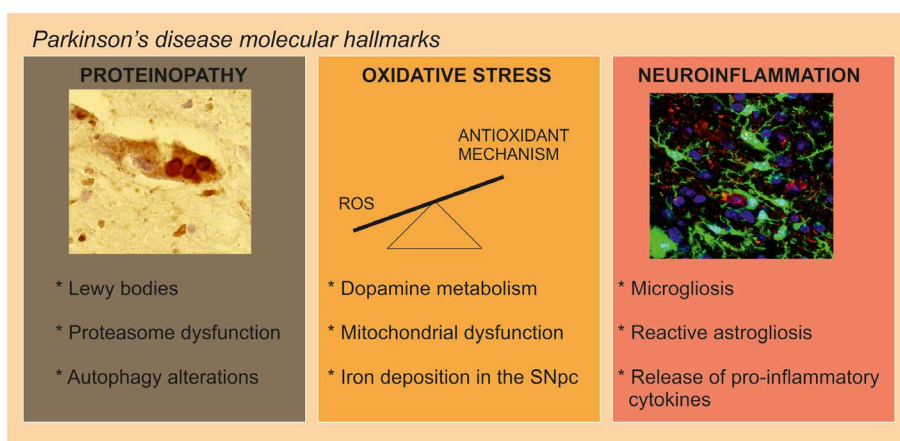 Parkinson's disease molecular hallmarks
PROTEINOPATHY
* Lewy bodies
* Proteasome dysfunction
* Autophagy alterations
OXIDATIVE STRESS
ANTIOXIDANT
MECHANISM
ROS
* Dopamine metabolism
* Mitochondrial dysfunction
* Iron deposition in the SNpc
NEUROINFLAMMATION
* Microgliosis
* Reactive astrogliosis
* Release of pro-inflammatory
cytokines